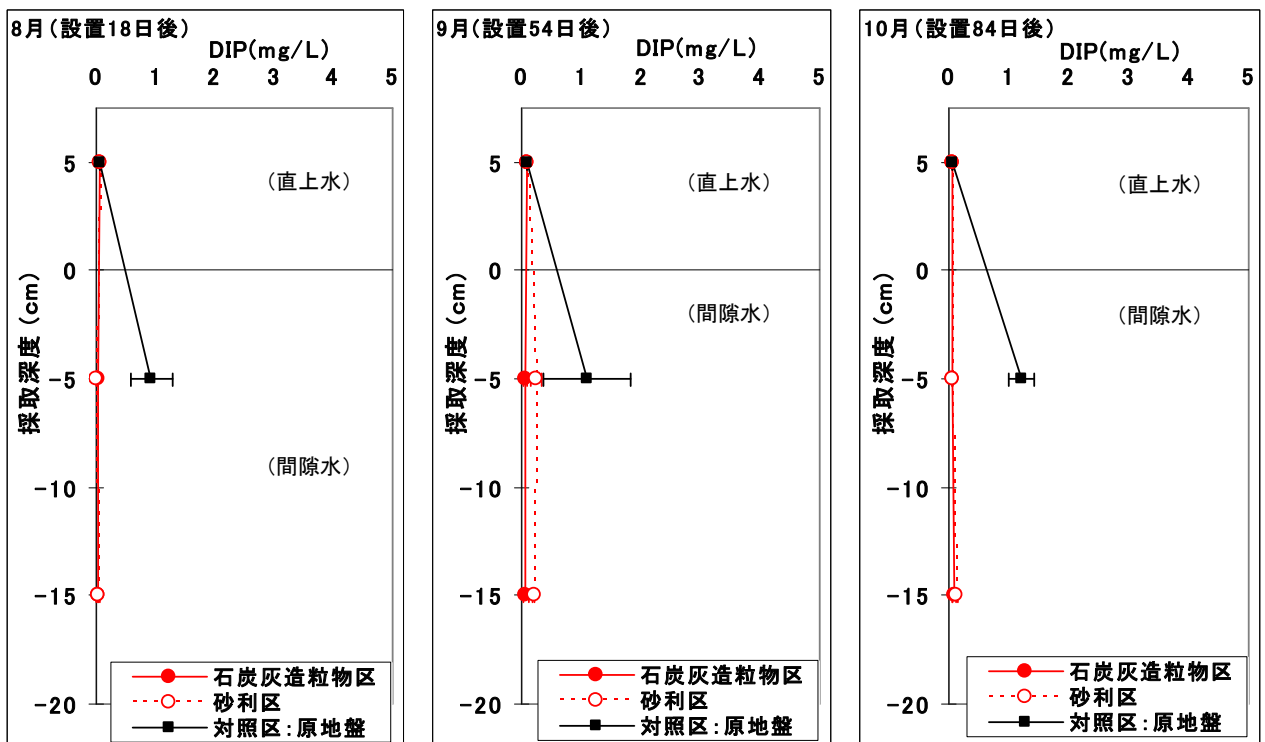 8月(設置18日後)
DIP(mg/L)
0 1 2 3 4 5
5
0
-5
-10
-15
-20
採取深度 (cm)
(直上水)
(間隙水)
(間隙水)
石炭灰造粒物区
砂利区
対照区:原地盤
9月(設置54日後)
DIP(mg/L)
0 1 2 3 4 5
5
0
-5
-10
-15
-20
採取深度 (cm)
(直上水)
(間隙水)
石炭灰造粒物区
砂利区
対照区:原地盤
10月(設置84日後)
DIP(mg/L)
0 1 2 3 4 5
5
0
-5
-10
-15
-20
採取深度 (cm)
(直上水)
(間隙水)
石炭灰造粒物区
砂利区
対照区:原地盤